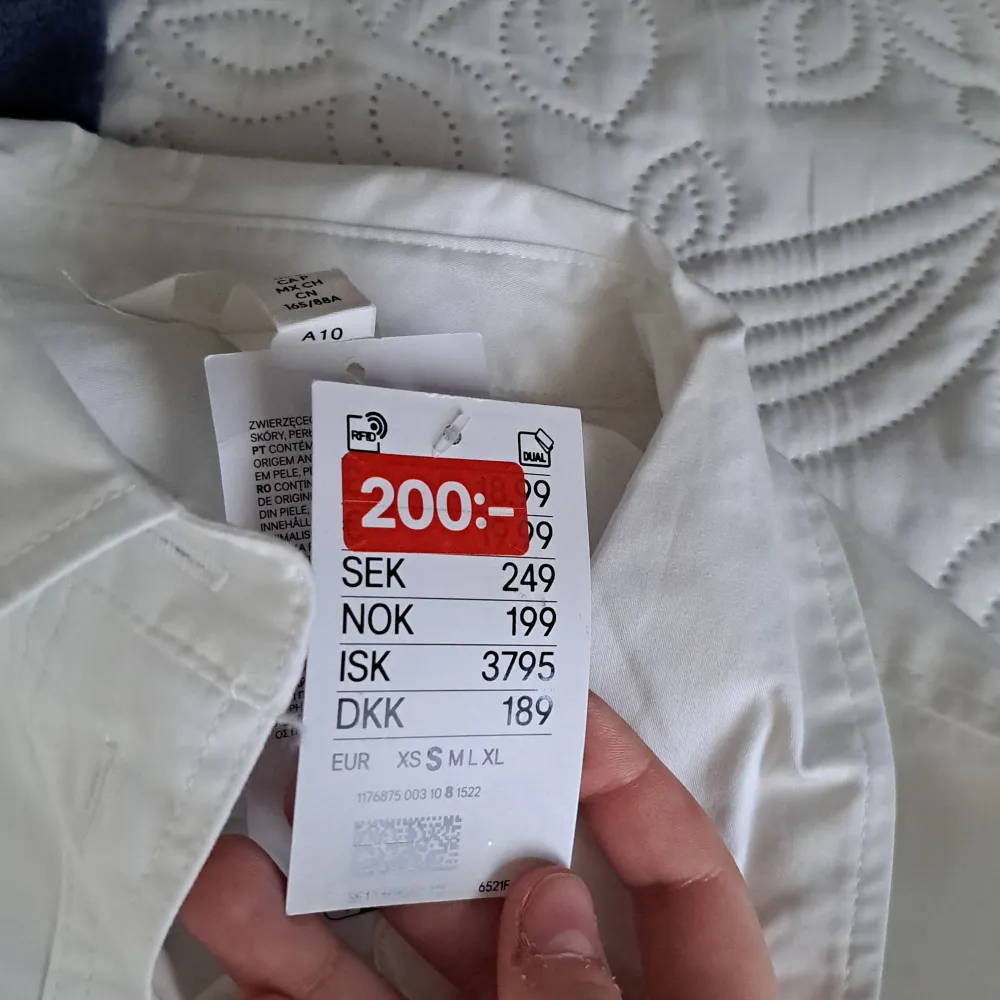 CA P
MX CH
CN
165/88A
A10
ZWIERZĘCEG
SKÓRY, PER
PT CONTÉM
ORIGEM AN
EM PELE, P
RO CONȚIN
DE ORIGIN
DIN PIELE,
INNEHÅLL
RFID
DUAL
200:-
SEK 249
NOK 199
ISK 3795
DKK 189
EUR XS S M L XL
1176875 003 10 8 1522
6521F